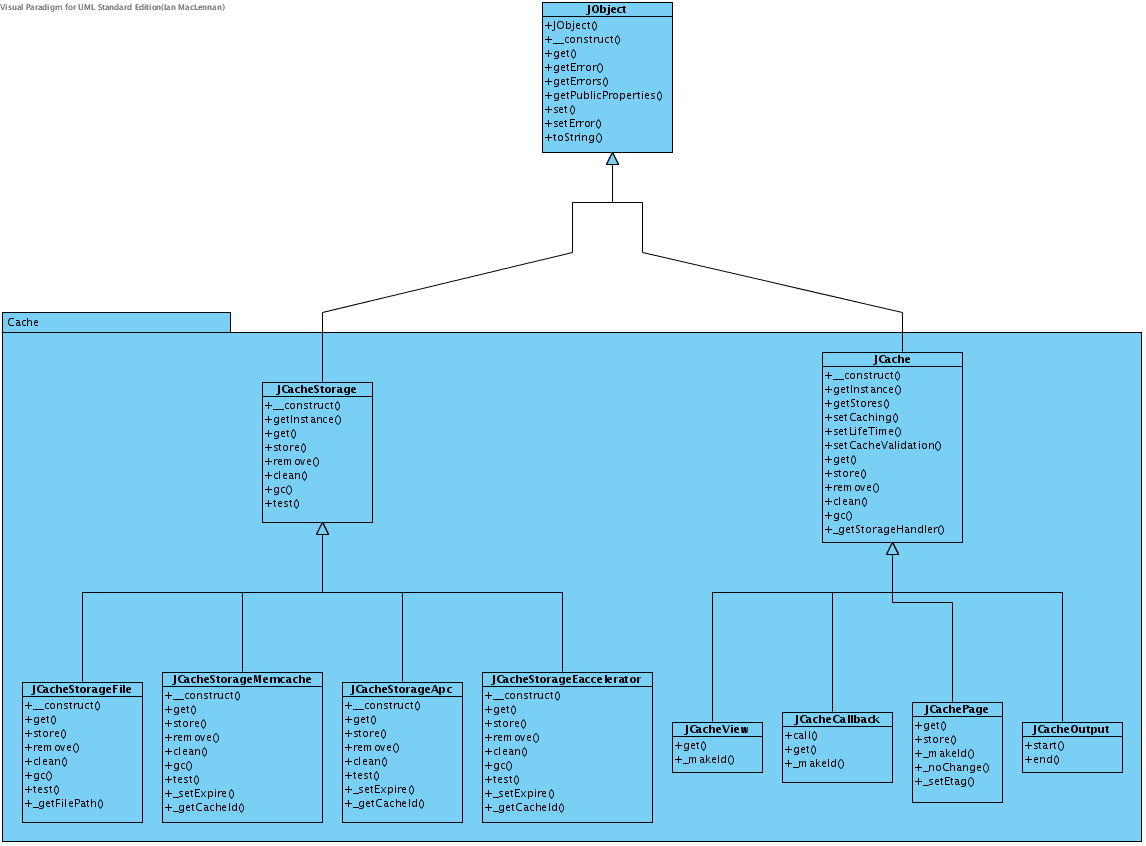 Visual Paradigm for UML Standard Edition(Ian MacLennan)
JObject
+JObject()
+__construct()
+get()
+getError()
+getErrors()
+getPublicProperties()
+set()
+setError()
+toString()
Cache
JCacheStorage
+__construct()
+getInstance()
+get()
+store()
+remove()
+clean()
+gc()
+test()
JCache
+__construct()
+getInstance()
+getStores()
+setCaching()
+setLifeTime()
+setCacheValidation()
+get()
+store()
+remove()
+clean()
+gc()
+_getStorageHandler()
JCacheStorageFile
+__construct()
+get()
+store()
+remove()
+clean()
+gc()
+test()
+_getFilePath()
JCacheStorageMemcache
+__construct()
+get()
+store()
+remove()
+clean()
+gc()
+test()
+_setExpire()
+_getCacheId()
JCacheStorageApc
+__construct()
+get()
+store()
+remove()
+clean()
+test()
+_setExpire()
+_getCacheId()
JCacheStorageEaccelerator
+__construct()
+get()
+store()
+remove()
+clean()
+gc()
+test()
+_setExpire()
+_getCacheId()
JCacheView
+get()
+_makeId()
JCacheCallback
+call()
+get()
+_makeId()
JCachePage
+get()
+store()
+_makeId()
+_noChange()
+_setEtag()
JCacheOutput
+start()
+end()